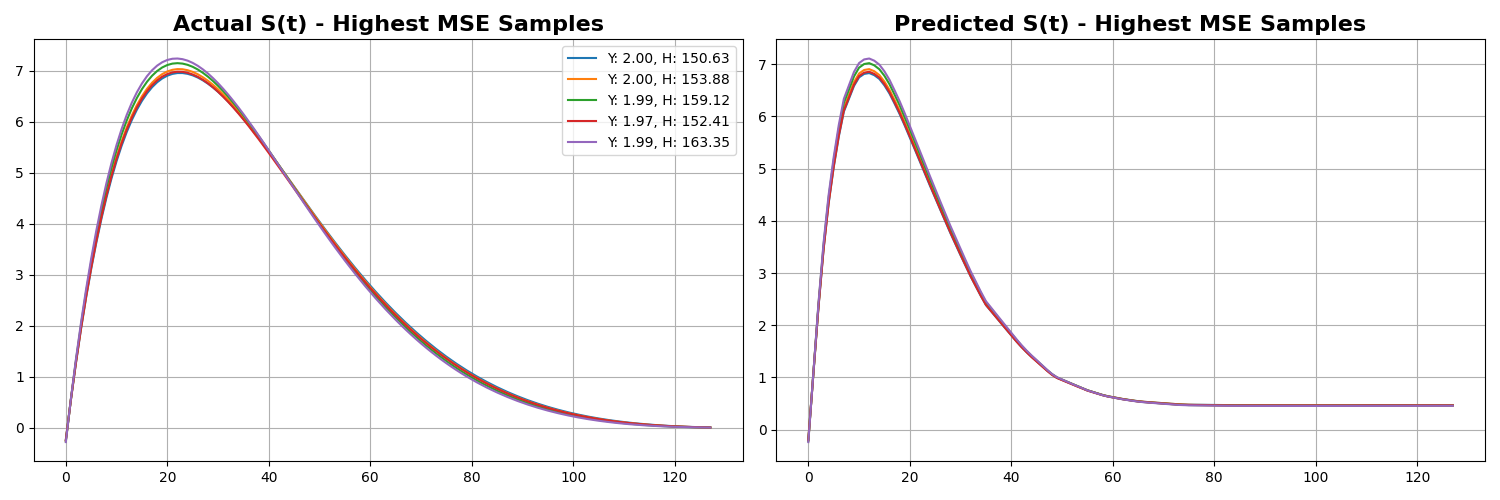 Actual S(t) - Highest MSE Samples
7
6
5
4
3
2
1
0
0 20 40 60 80 100 120
Y: 2.00, H: 150.63
Y: 2.00, H: 153.88
Y: 1.99, H: 159.12
Y: 1.97, H: 152.41
Y: 1.99, H: 163.35
Predicted S(t) - Highest MSE Samples
7
6
5
4
3
2
1
0
0 20 40 60 80 100 120